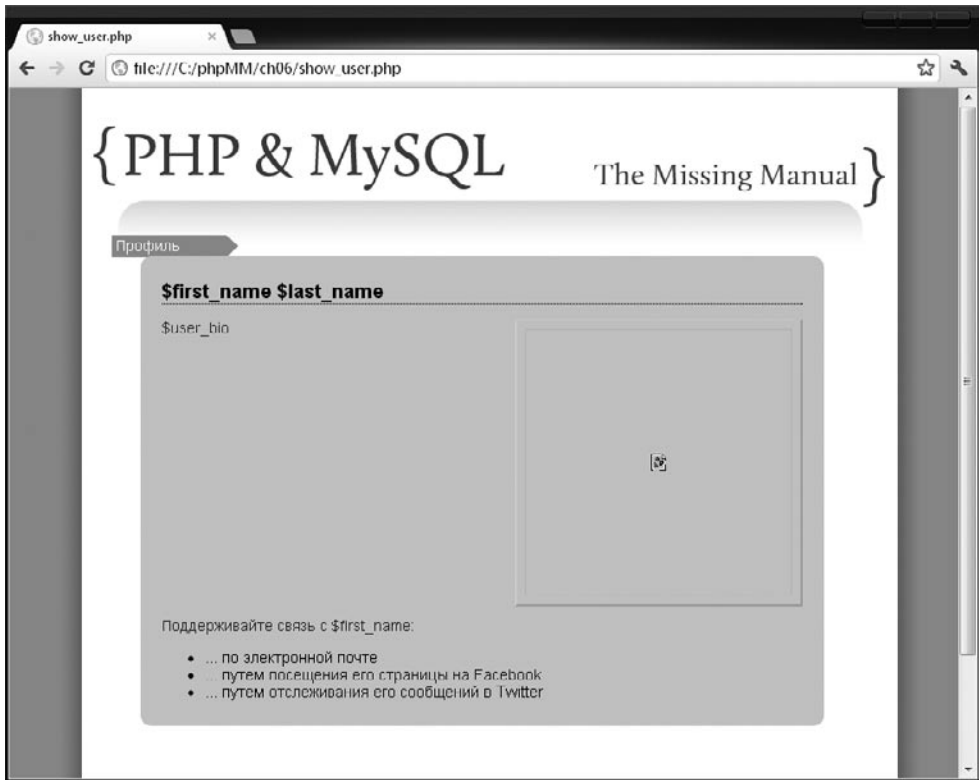 show_user.php
file:///C:/phpMM/ch06/show_user.php
{PHP & MySQL
The Missing Manual}
Профиль
$first_name $last_name
$user_bio
Поддерживайте связь с $first_name:
• ... по электронной почте
• ... путем посещения его страницы на Facebook
• ... путем отслеживания его сообщений в Twitter